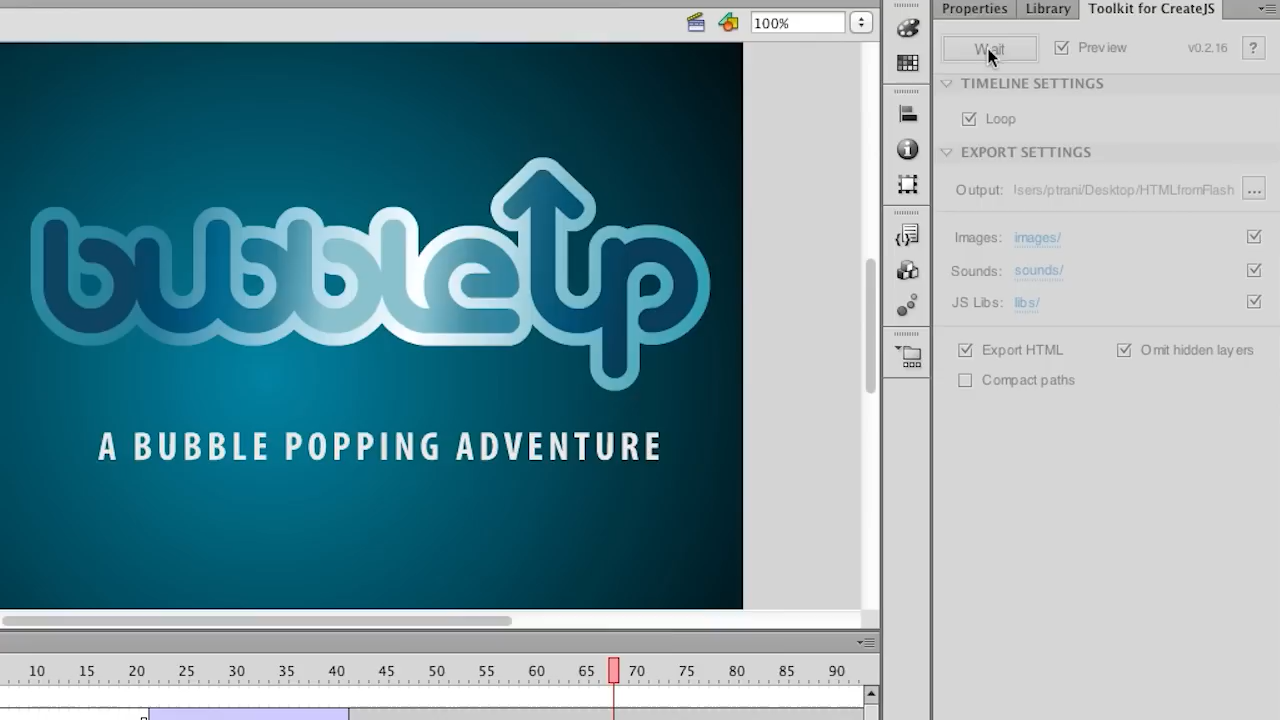 100%
Properties Library Toolkit for CreateJS
Wait Preview v0.2.16 ?
TIMELINE SETTINGS
Loop
EXPORT SETTINGS
Output: lsers/ptrani/Desktop/HTMLfromFlash ...
Images: images/
Sounds: sounds/
JS Libs: libs/
Export HTML Omit hidden layers
Compact paths
bubbleUp
A BUBBLE POPPING ADVENTURE
10 15 20 25 30 35 40 45 50 55 60 65 70 75 80 85 90